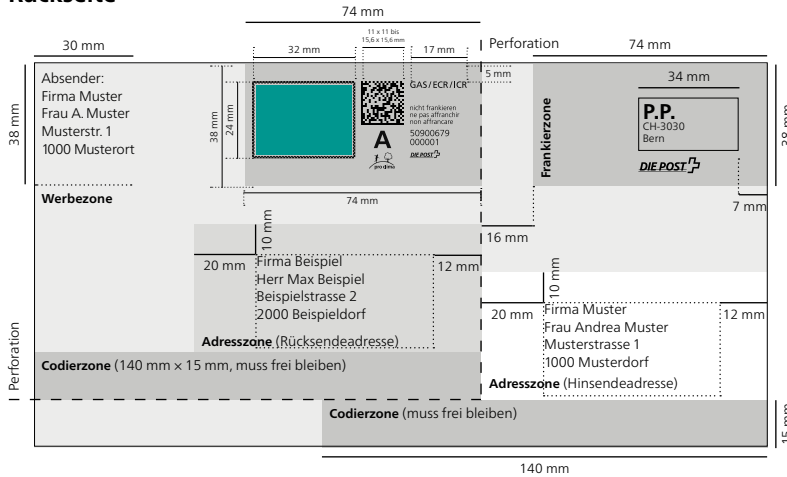 Rückseite
74 mm
11 x 11 bis
15,6 x 15,6 mm
30 mm
32 mm
17 mm
Perforation
74 mm
5 mm
38 mm
Absender:
Firma Muster
Frau A. Muster
Musterstr. 1
1000 Musterort
38 mm
24 mm
GAS/ECR/ICR
nicht frankieren
ne pas affranchir
non affrancare
50900679
000001
A
DIE POST
pro clima
Frankierzone
34 mm
P.P.
CH-3030
Bern
DIE POST
38 mm
Werbezone
74 mm
7 mm
16 mm
10 mm
20 mm
12 mm
Firma Beispiel
Herr Max Beispiel
Beispielstrasse 2
2000 Beispieldorf
Adresszone (Rücksendeadresse)
10 mm
20 mm
12 mm
Firma Muster
Frau Andrea Muster
Musterstrasse 1
1000 Musterdorf
Adresszone (Hinsendeadresse)
Perforation
Codierzone (140 mm × 15 mm, muss frei bleiben)
Codierzone (muss frei bleiben)
15 mm
140 mm